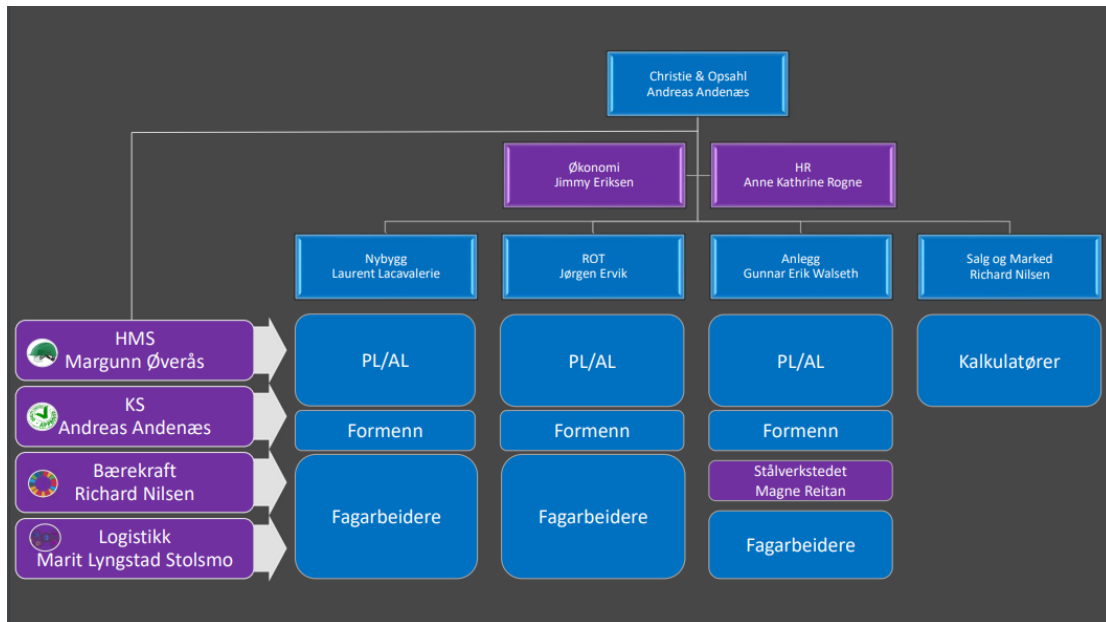 Christie & Opsahl
Andreas Andenæs
Økonomi
Jimmy Eriksen
HR
Anne Kathrine Rogne
Nybygg
Laurent Lacavalerie
ROT
Jørgen Ervik
Anlegg
Gunnar Erik Walseth
Salg og Marked
Richard Nilsen
HMS
Margunn Øverås
PL/AL
PL/AL
PL/AL
Kalkulatører
KS
Andreas Andenæs
Formenn
Formenn
Formenn
Bærekraft
Richard Nilsen
Stålverkstedet
Magne Reitan
Fagarbeidere
Fagarbeidere
Fagarbeidere
Logistikk
Marit Lyngstad Stolsmo